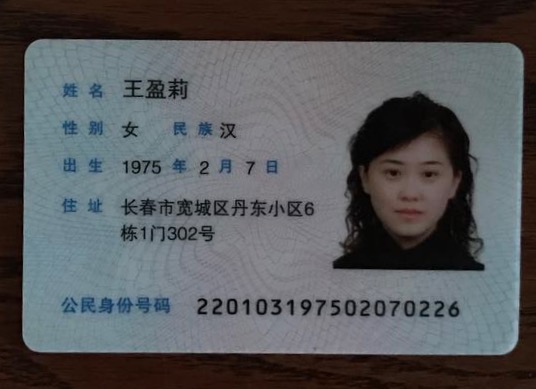 姓名 王盈莉
性别 女 民族 汉
出生 1975 年 2 月 7 日
住址 长春市宽城区丹东小区6
栋1门302号
公民身份号码 220103197502070226